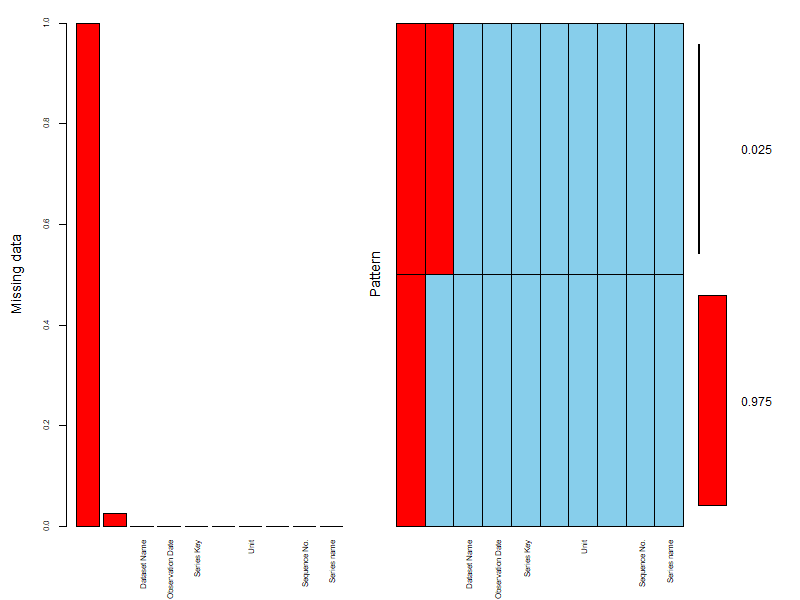 Missing data
1.0
0.8
0.6
0.4
0.2
0.0
Dataset Name
Observation Date
Series Key
Unit
Sequence No.
Series name
Pattern
Dataset Name
Observation Date
Series Key
Unit
Sequence No.
Series name
0.025
0.975